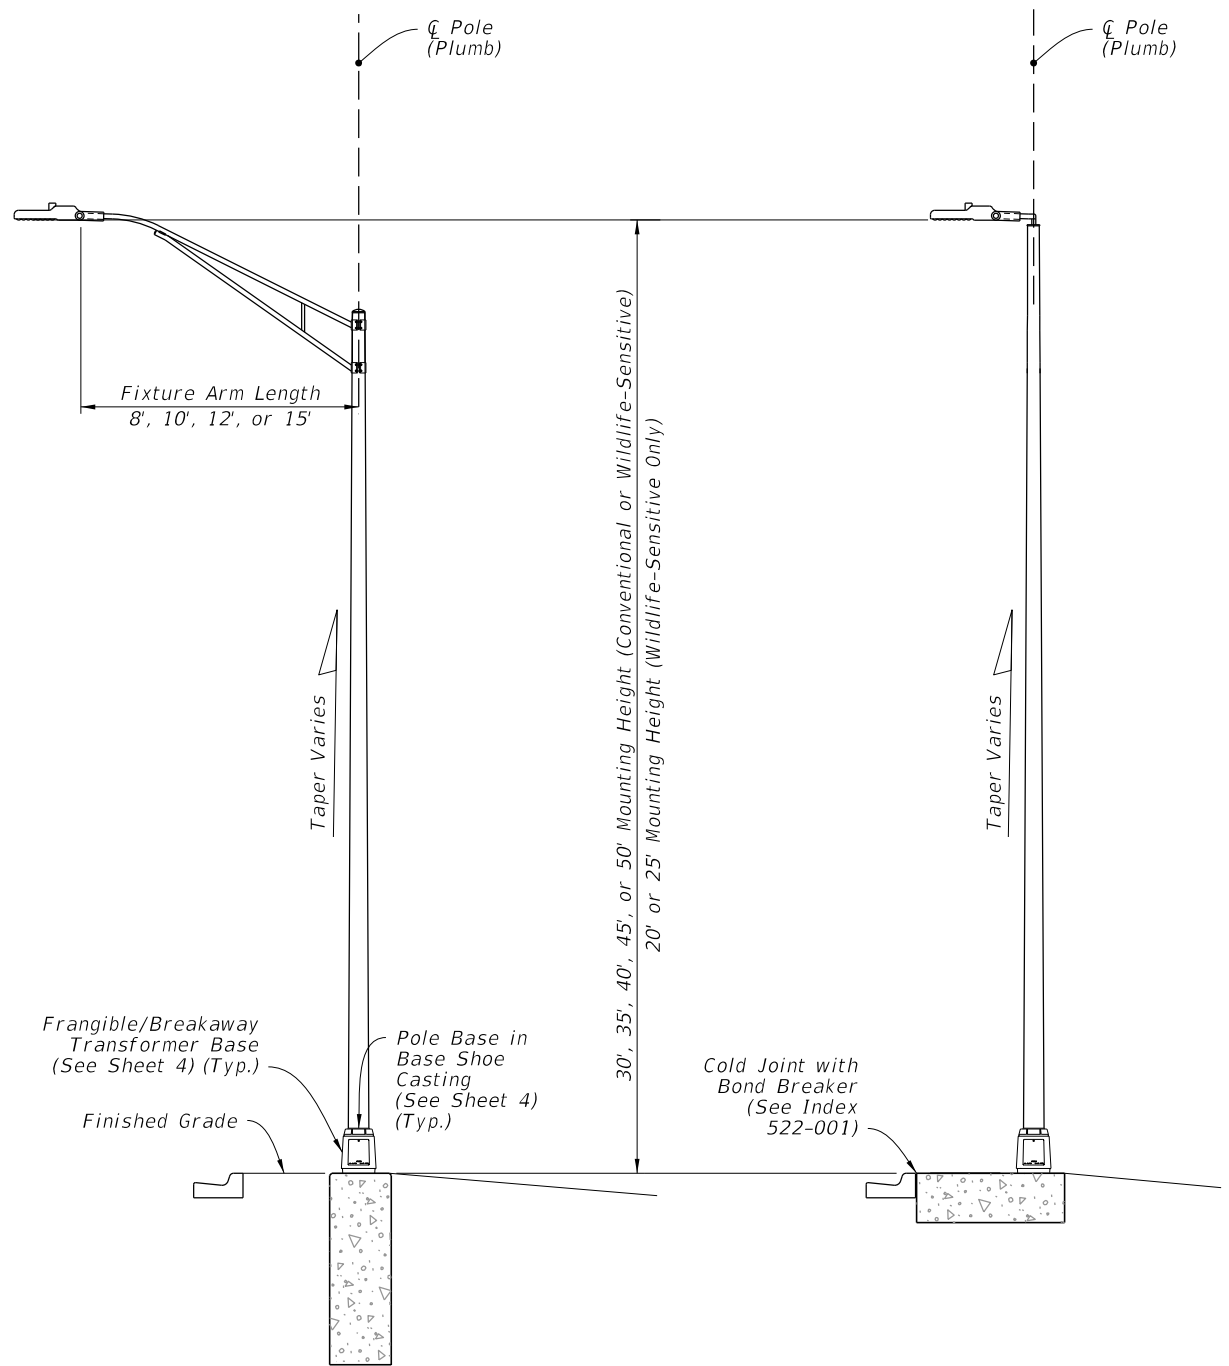 ℄ Pole
(Plumb)
℄ Pole
(Plumb)
Fixture Arm Length
8', 10', 12', or 15'
30', 35', 40', 45', or 50' Mounting Height (Conventional or Wildlife-Sensitive)
20' or 25' Mounting Height (Wildlife-Sensitive Only)
Taper Varies
Taper Varies
Frangible/Breakaway
Transformer Base
(See Sheet 4) (Typ.)
Finished Grade
Pole Base in
Base Shoe
Casting
(See Sheet 4)
(Typ.)
Cold Joint with
Bond Breaker
(See Index
522-001)